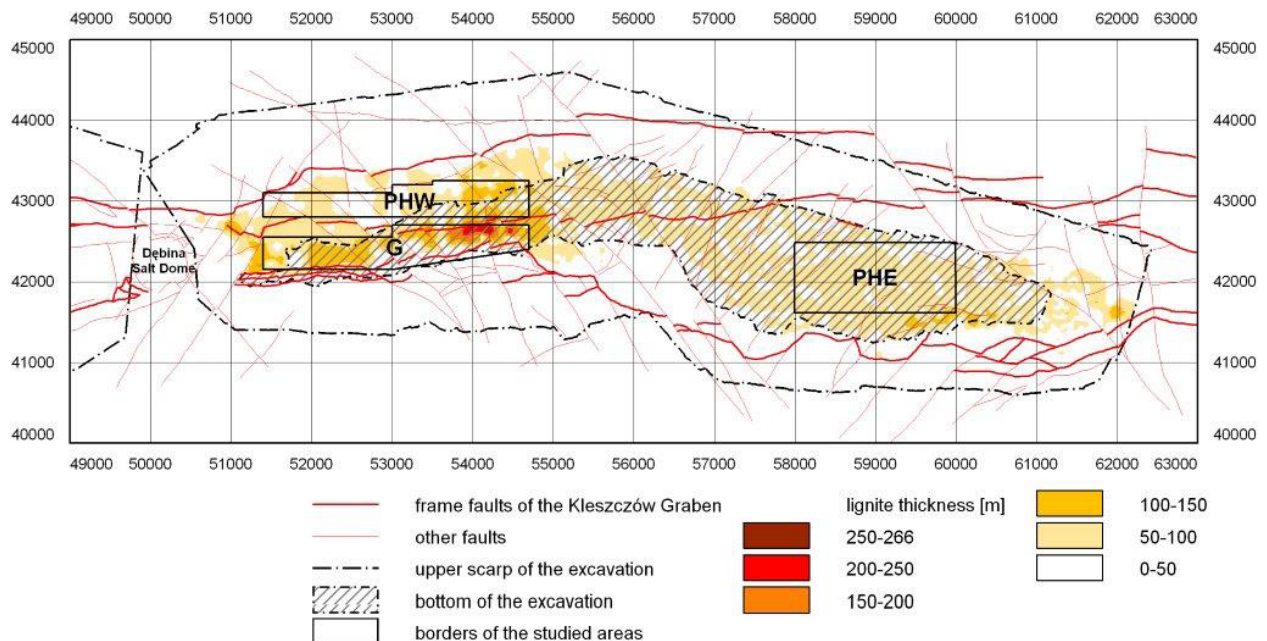 49000 50000 51000 52000 53000 54000 55000 56000 57000 58000 59000 60000 61000 62000 63000
45000 45000
44000 44000
43000 43000
PHW
Dębina
Salt Dome
G
42000 42000
PHE
41000 41000
40000 40000
49000 50000 51000 52000 53000 54000 55000 56000 57000 58000 59000 60000 61000 62000 63000
frame faults of the Kleszczów Graben
other faults
upper scarp of the excavation
bottom of the excavation
borders of the studied areas
lignite thickness [m]
250-266
200-250
150-200
100-150
50-100
0-50